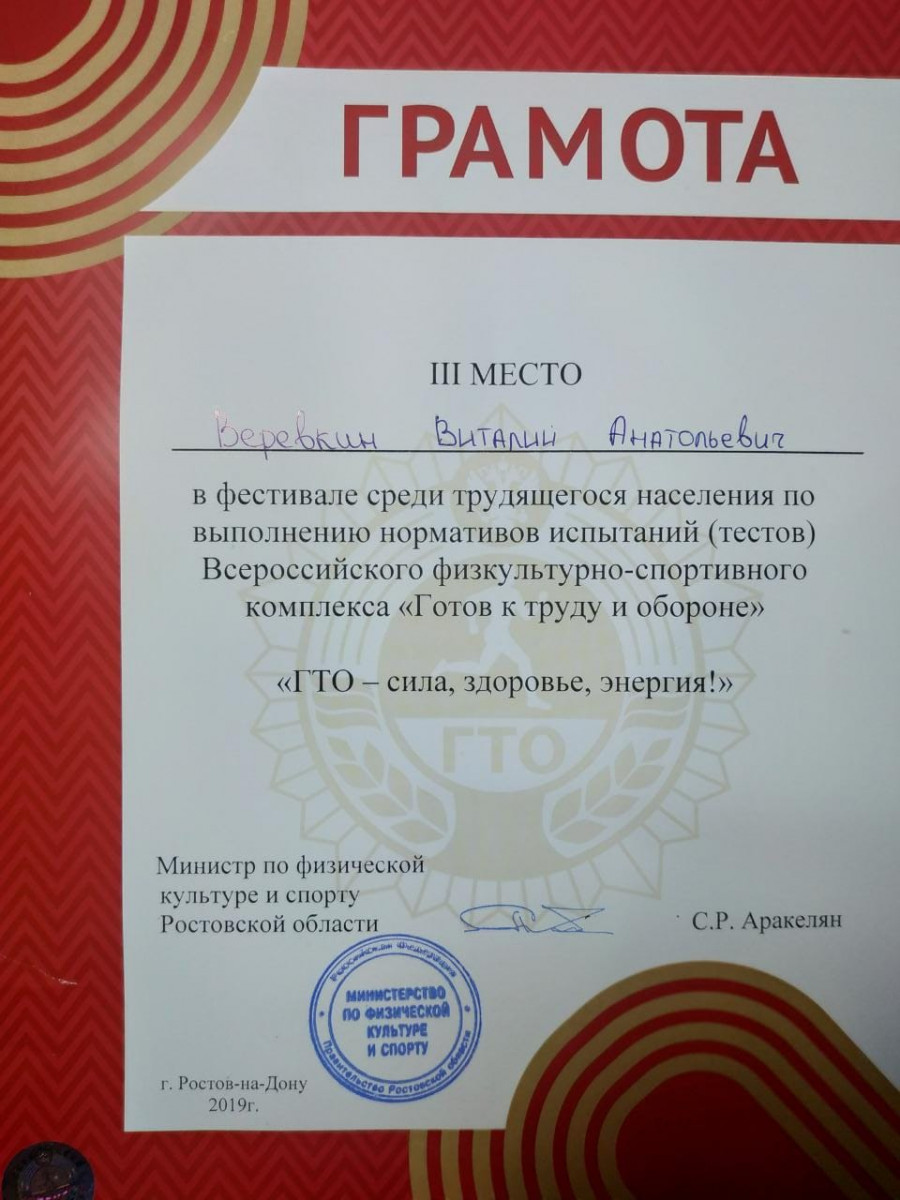 ГРАМОТА
III МЕСТО
Веревкин Виталий Анатольевич
в фестивале среди трудящегося населения по
выполнению нормативов испытаний (тестов)
Всероссийского физкультурно-спортивного
комплекса «Готов к труду и обороне»
«ГТО – сила, здоровье, энергия!»
ГТО
Министр по физической
культуре и спорту
Ростовской области
С.Р. Аракелян
Российская Федерация
МИНИСТЕРСТВО
ПО ФИЗИЧЕСКОЙ
КУЛЬТУРЕ
И СПОРТУ
Правительство Ростовской области
г. Ростов-на-Дону
2019г.